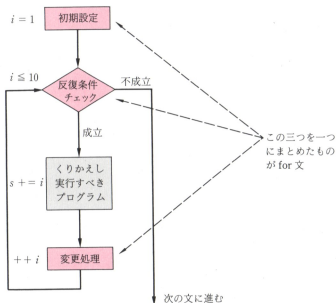 i = 1
初期設定
i ≦ 10
反復条件
チェック
不成立
成立
この三つを一つ
にまとめたもの
が for 文
s += i
くりかえし
実行すべき
プログラム
++ i
変更処理
次の文に進む